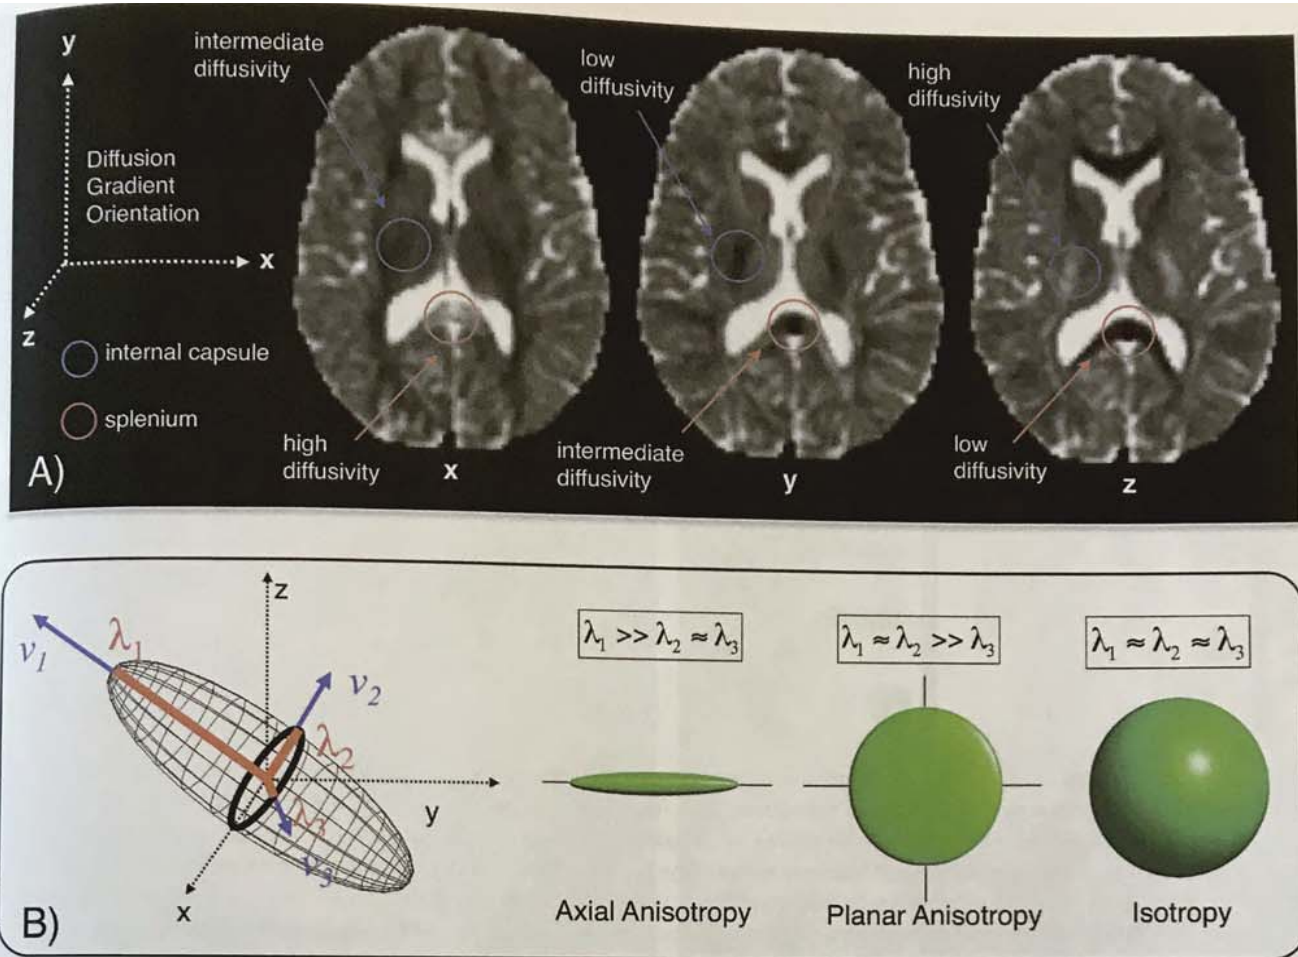 y
Diffusion
Gradient
Orientation
x
z
internal capsule
splenium
intermediate
diffusivity
high
diffusivity
x
low
diffusivity
intermediate
diffusivity
y
high
diffusivity
low
diffusivity
z
A)
z
y
x
λ1
v1
v2
λ2
λ3
v3
B)
λ1 >> λ2 ≈ λ3
Axial Anisotropy
λ1 ≈ λ2 >> λ3
Planar Anisotropy
λ1 ≈ λ2 ≈ λ3
Isotropy